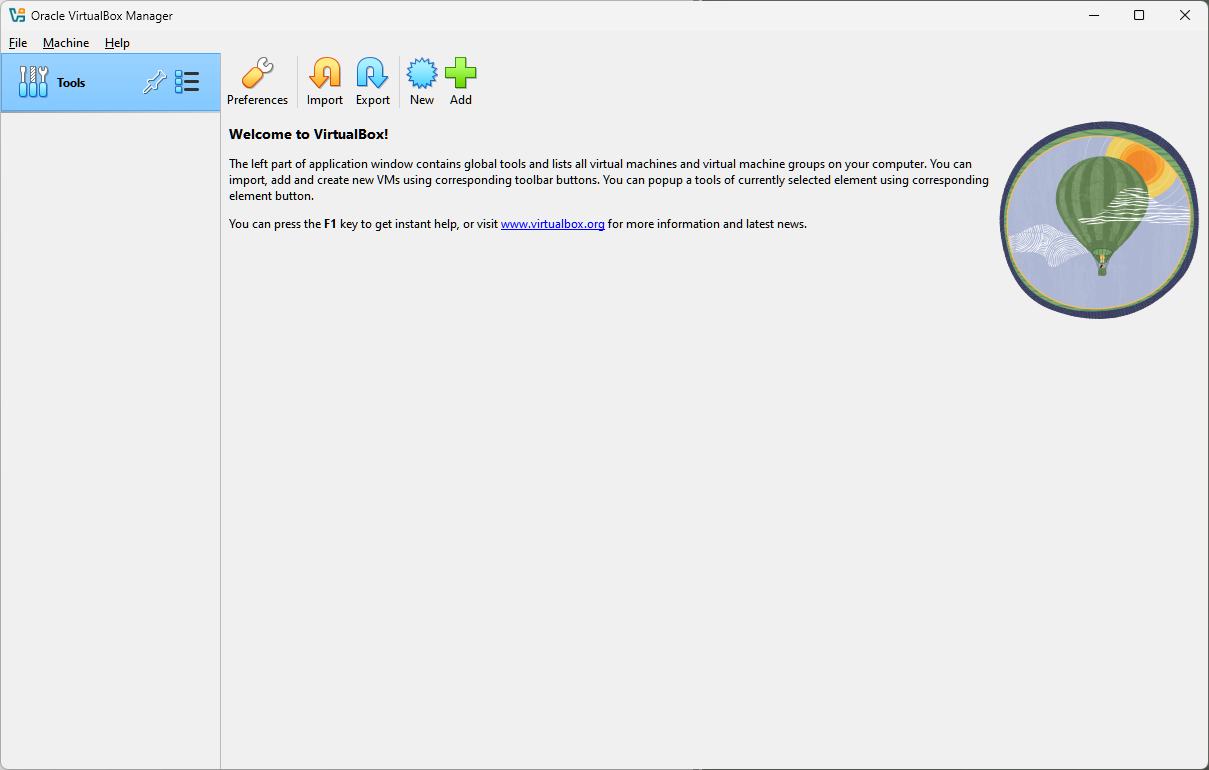 Oracle VirtualBox Manager
File Machine Help
Tools
Preferences Import Export New Add
Welcome to VirtualBox!
The left part of application window contains global tools and lists all virtual machines and virtual machine groups on your computer. You can
import, add and create new VMs using corresponding toolbar buttons. You can popup a tools of currently selected element using corresponding
element button.
You can press the F1 key to get instant help, or visit www.virtualbox.org for more information and latest news.